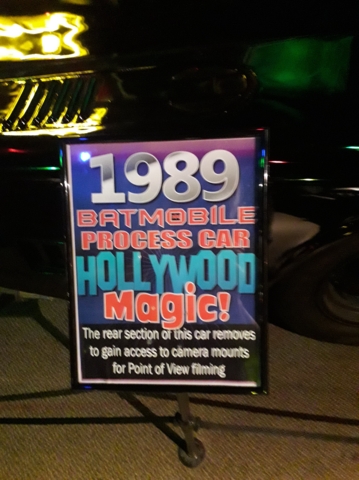 1989
BATMOBILE
PROCESS CAR
HOLLYWOOD
Magic!
The rear section of this car removes
to gain access to camera mounts
for Point of View filming